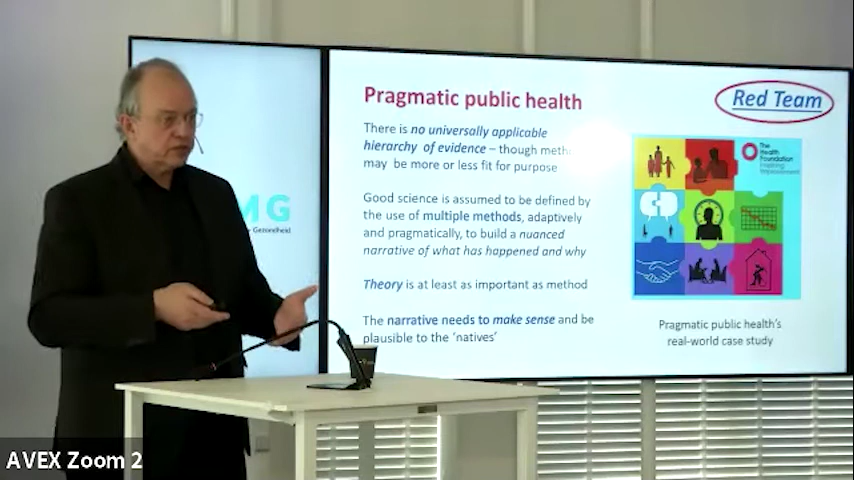 Pragmatic public health
Red Team
There is no universally applicable
hierarchy of evidence – though
may be more or less fit for purpose
Good science is assumed to be defined by
the use of multiple methods, adaptively
and pragmatically, to build a nuanced
narrative of what has happened and why
Theory is at least as important as method
The narrative needs to make sense and be
plausible to the ‘natives’
The
Health
Foundation
Inspiring
Improvement
Pragmatic public health’s
real-world case study
MG
Gezondheid
AVEX Zoom 2